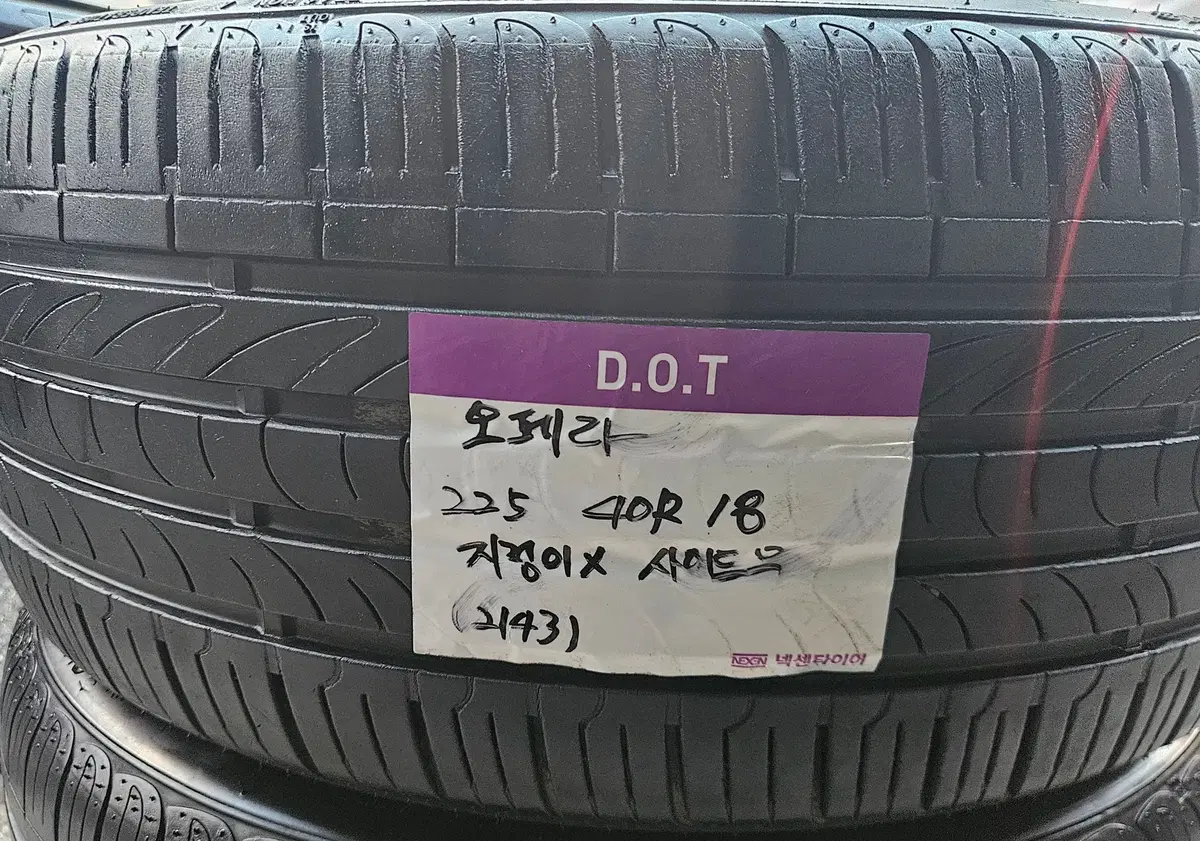 D.O.T
오페라
225 40R 18
지렁이X 사이드
(2143)
NEXEN 넥센타이어